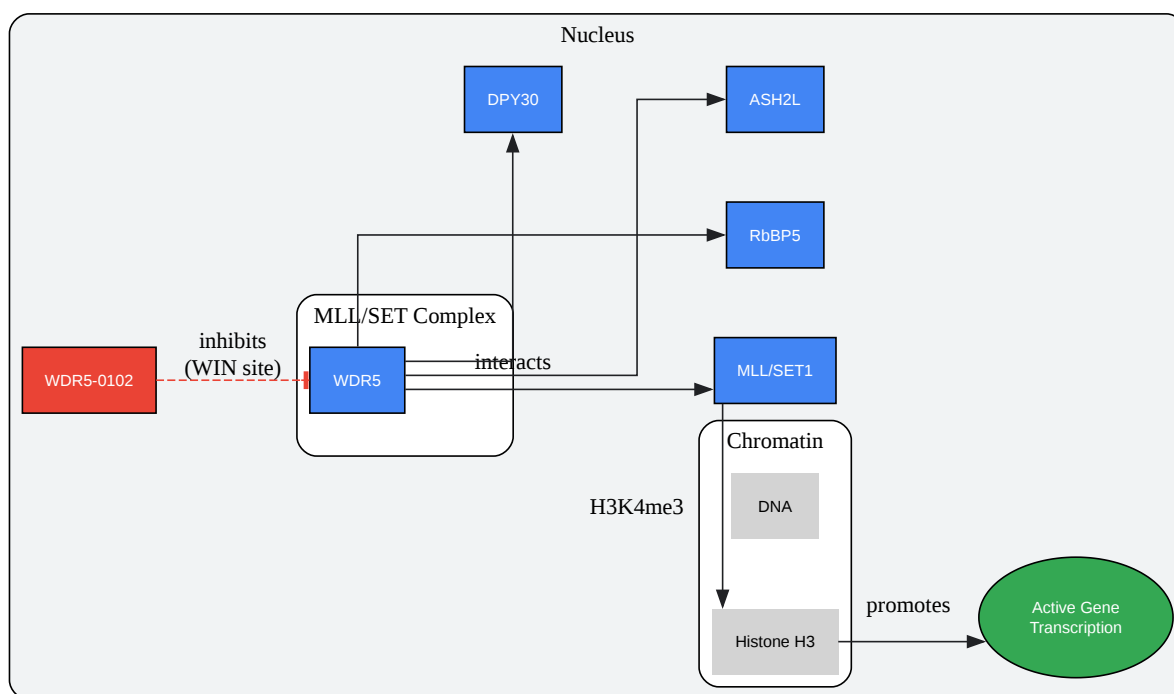 Nucleus
DPY30
ASH2L
RbBP5
MLL/SET Complex
inhibits
(WIN site)
WDR5-0102
WDR5
interacts
MLL/SET1
Chromatin
H3K4me3
DNA
promotes
Active Gene
Transcription
Histone H3